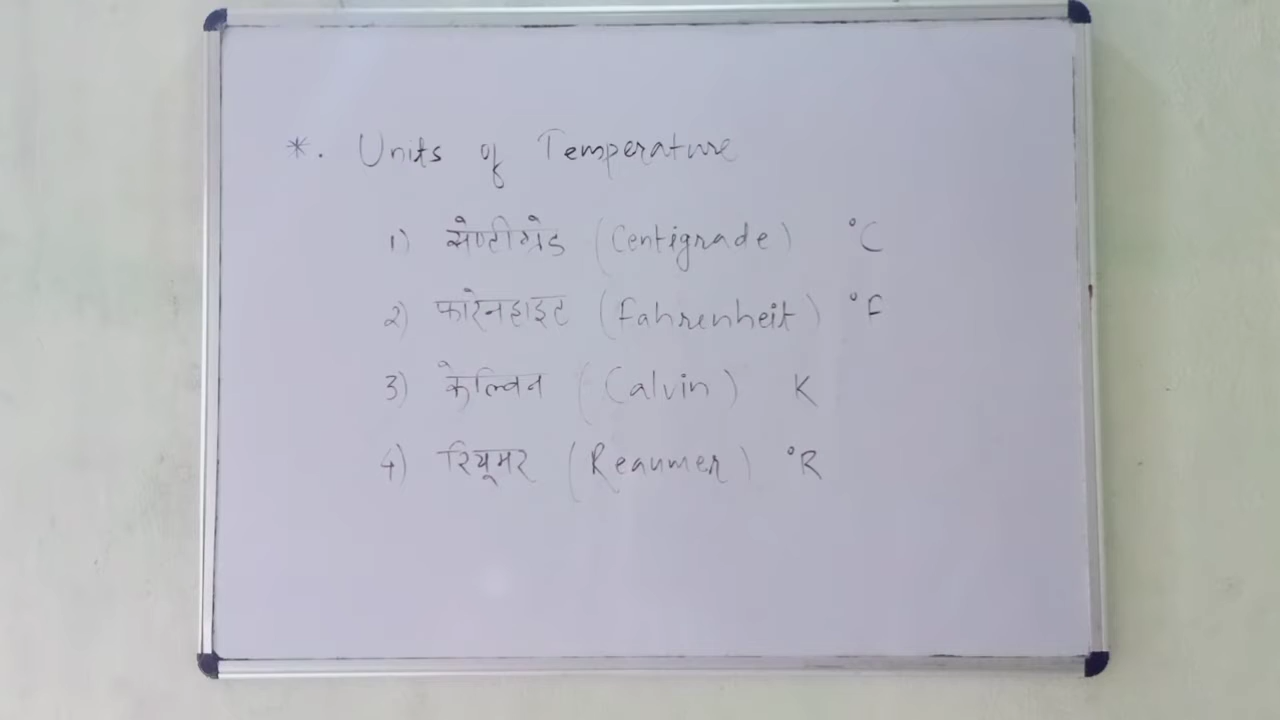 *. Units of Temperature
1) सेण्टीग्रेड (Centigrade) °C
2) फारेनहाइट (Fahrenheit) °F
3) केल्विन (Calvin) K
4) रियूमर (Reaumer) °R